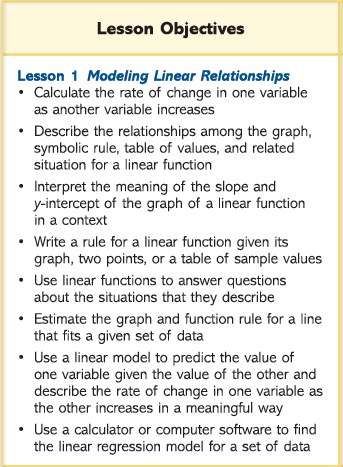 Lesson Objectives
Lesson 1 Modeling Linear Relationships
• Calculate the rate of change in one variable
as another variable increases
• Describe the relationships among the graph,
symbolic rule, table of values, and related
situation for a linear function
• Interpret the meaning of the slope and
y-intercept of the graph of a linear function
in a context
• Write a rule for a linear function given its
graph, two points, or a table of sample values
• Use linear functions to answer questions
about the situations that they describe
• Estimate the graph and function rule for a line
that fits a given set of data
• Use a linear model to predict the value of
one variable given the value of the other and
describe the rate of change in one variable as
the other increases in a meaningful way
• Use a calculator or computer software to find
the linear regression model for a set of data